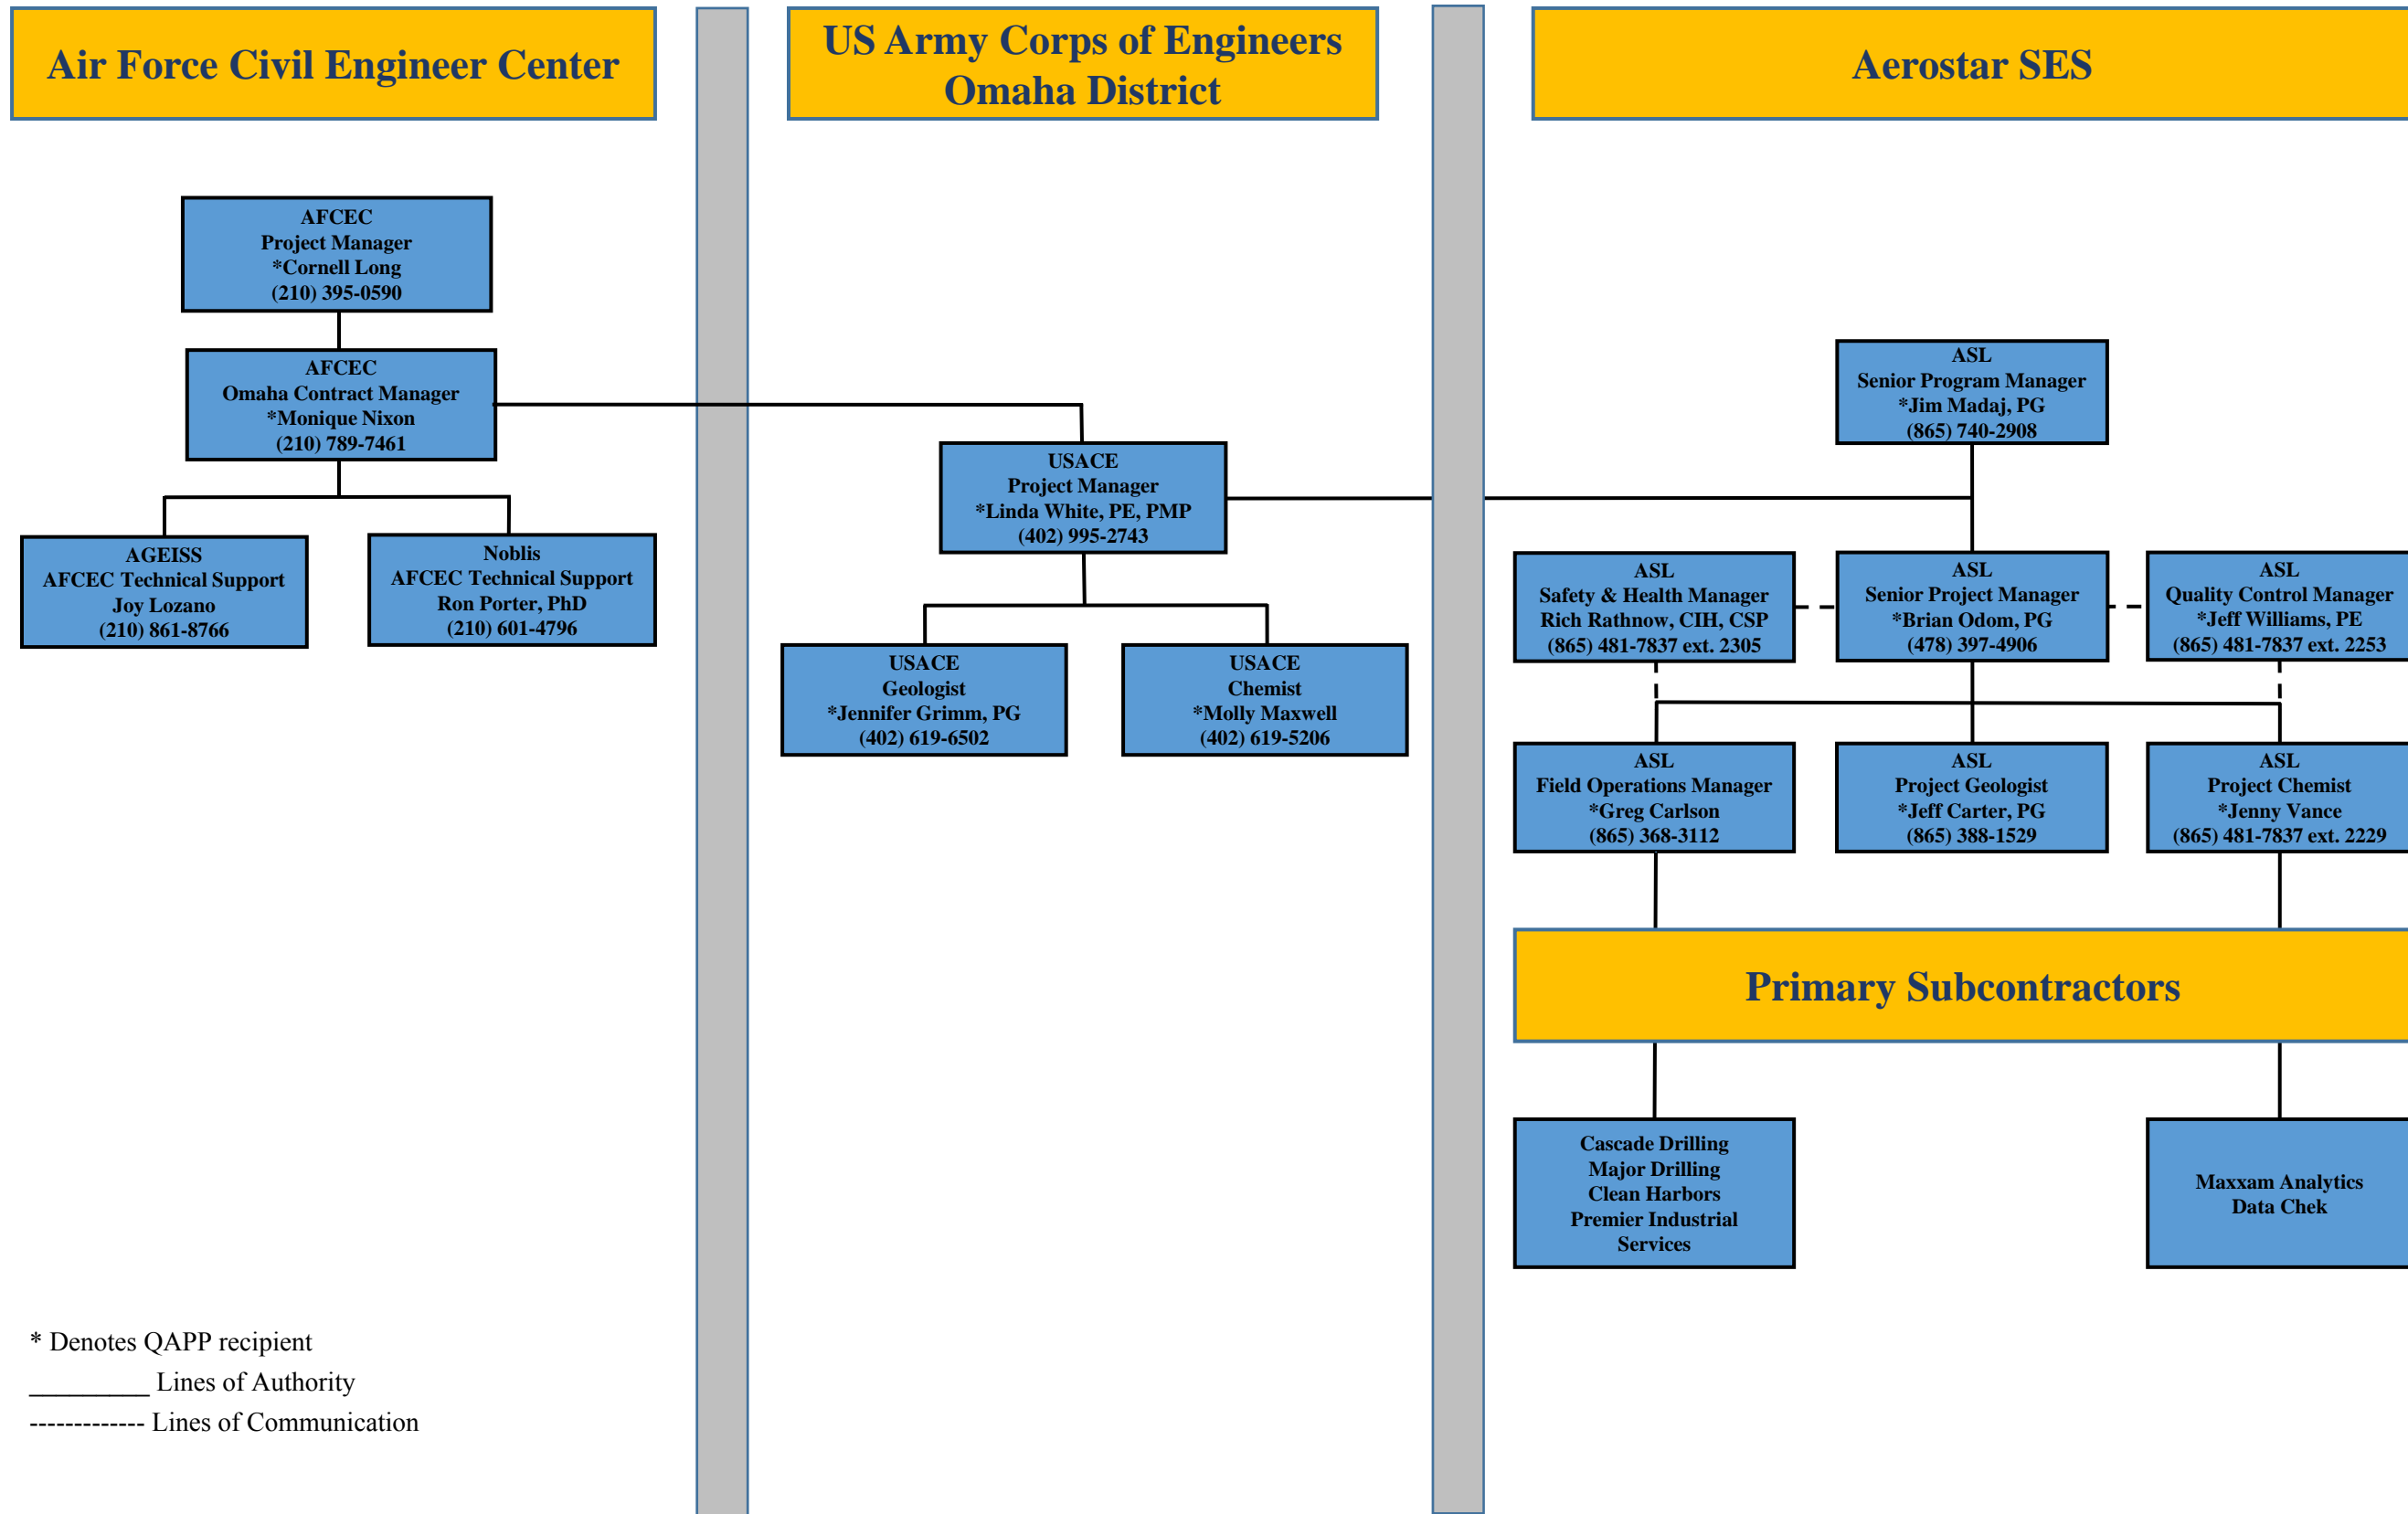 Air Force Civil Engineer Center
US Army Corps of Engineers
Omaha District
Aerostar SES
AFCEC
Project Manager
*Cornell Long
(210) 395-0590
AFCEC
Omaha Contract Manager
*Monique Nixon
(210) 789-7461
AGEISS
AFCEC Technical Support
Joy Lozano
(210) 861-8766
Noblis
AFCEC Technical Support
Ron Porter, PhD
(210) 601-4796
USACE
Project Manager
*Linda White, PE, PMP
(402) 995-2743
USACE
Geologist
*Jennifer Grimm, PG
(402) 619-6502
USACE
Chemist
*Molly Maxwell
(402) 619-5206
ASL
Senior Program Manager
*Jim Madaj, PG
(865) 740-2908
ASL
Safety & Health Manager
Rich Rathnow, CIH, CSP
(865) 481-7837 ext. 2305
ASL
Senior Project Manager
*Brian Odom, PG
(478) 397-4906
ASL
Quality Control Manager
*Jeff Williams, PE
(865) 481-7837 ext. 2253
ASL
Field Operations Manager
*Greg Carlson
(865) 368-3112
ASL
Project Geologist
*Jeff Carter, PG
(865) 388-1529
ASL
Project Chemist
*Jenny Vance
(865) 481-7837 ext. 2229
Primary Subcontractors
Cascade Drilling
Major Drilling
Clean Harbors
Premier Industrial
Services
Maxxam Analytics
Data Chek
* Denotes QAPP recipient
_________ Lines of Authority
------------- Lines of Communication